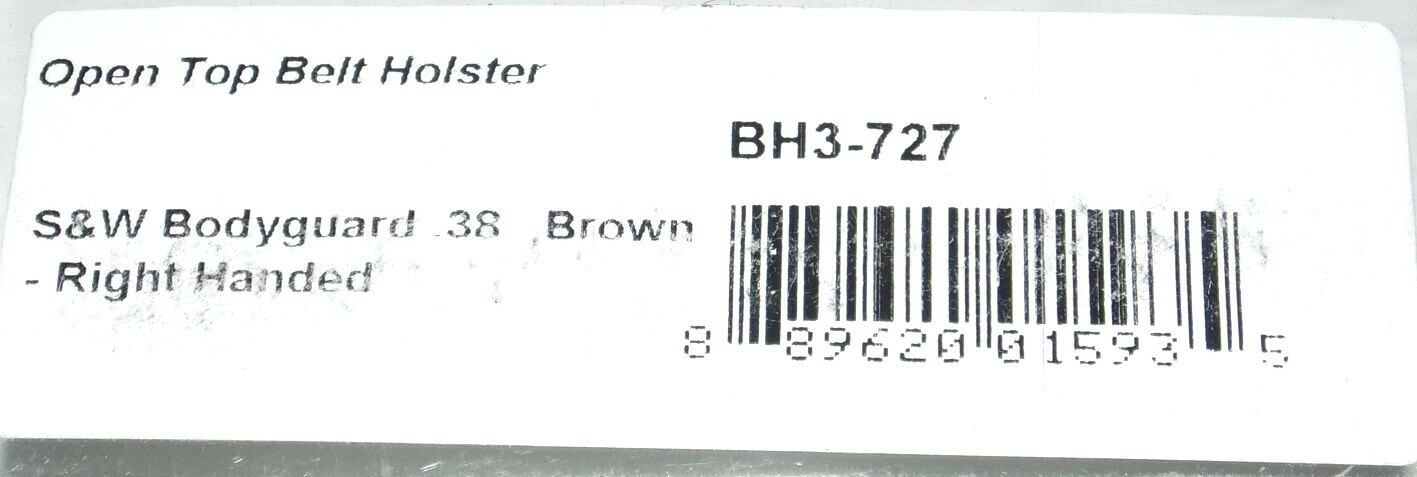 Open Top Belt Holster
BH3-727
S&W Bodyguard .38 , Brown
- Right Handed
8 89620 01593 5